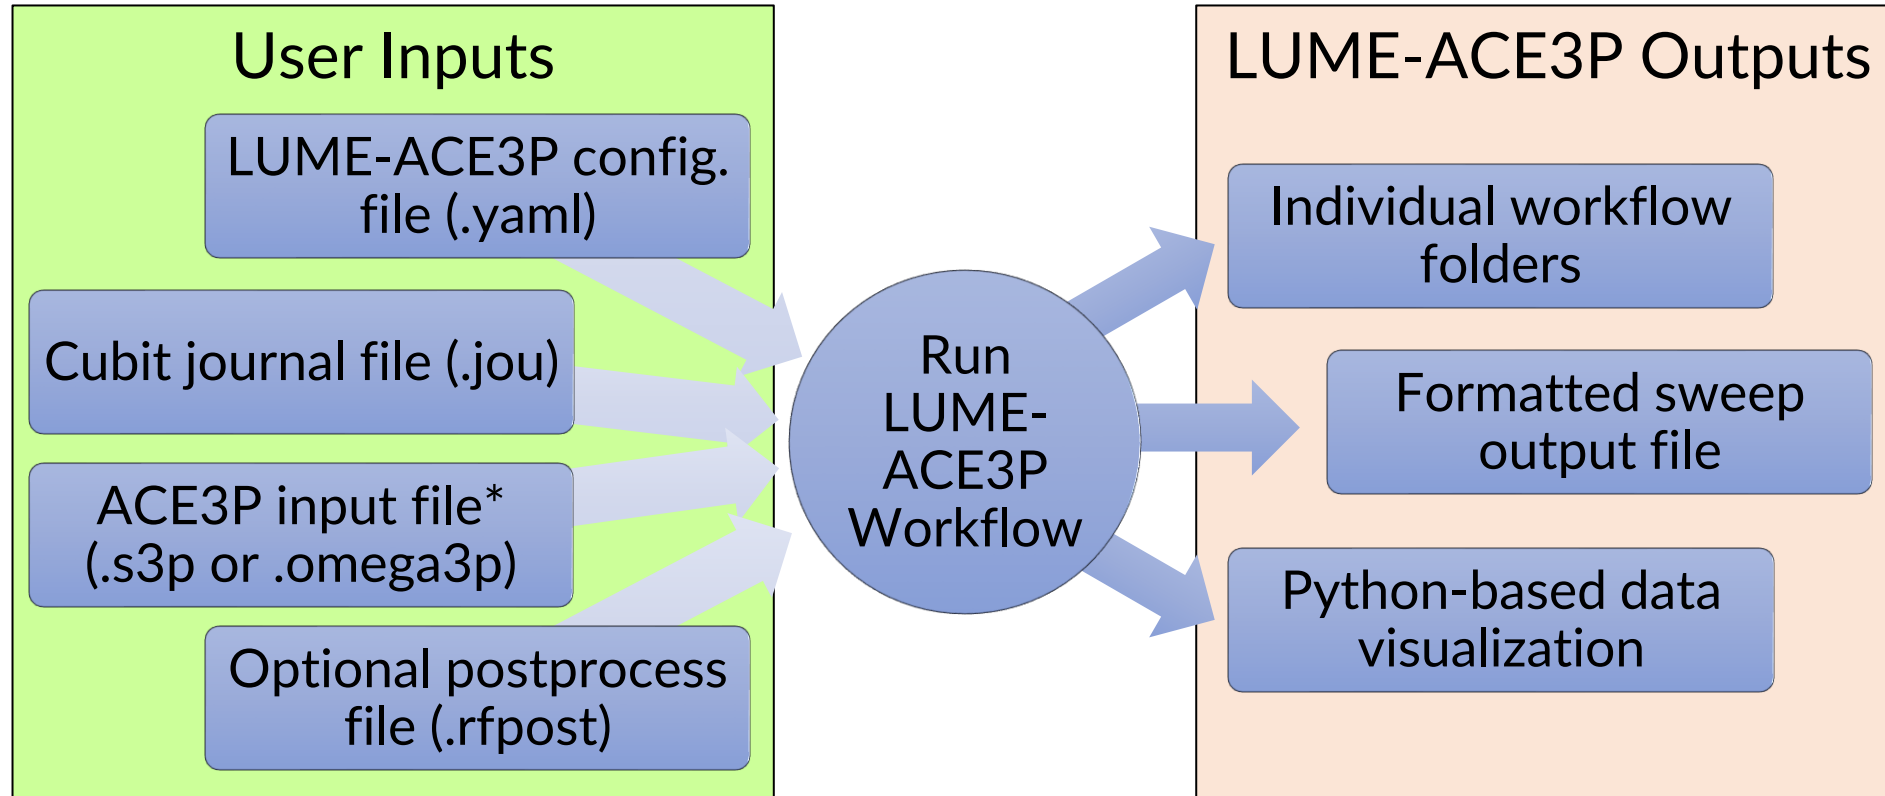 User Inputs
LUME-ACE3P config.
file (.yaml)
Cubit journal file (.jou)
ACE3P input file*
(.s3p or .omega3p)
Optional postprocess
file (.rfpost)
Run
LUME-
ACE3P
Workflow
LUME-ACE3P Outputs
Individual workflow
folders
Formatted sweep
output file
Python-based data
visualization